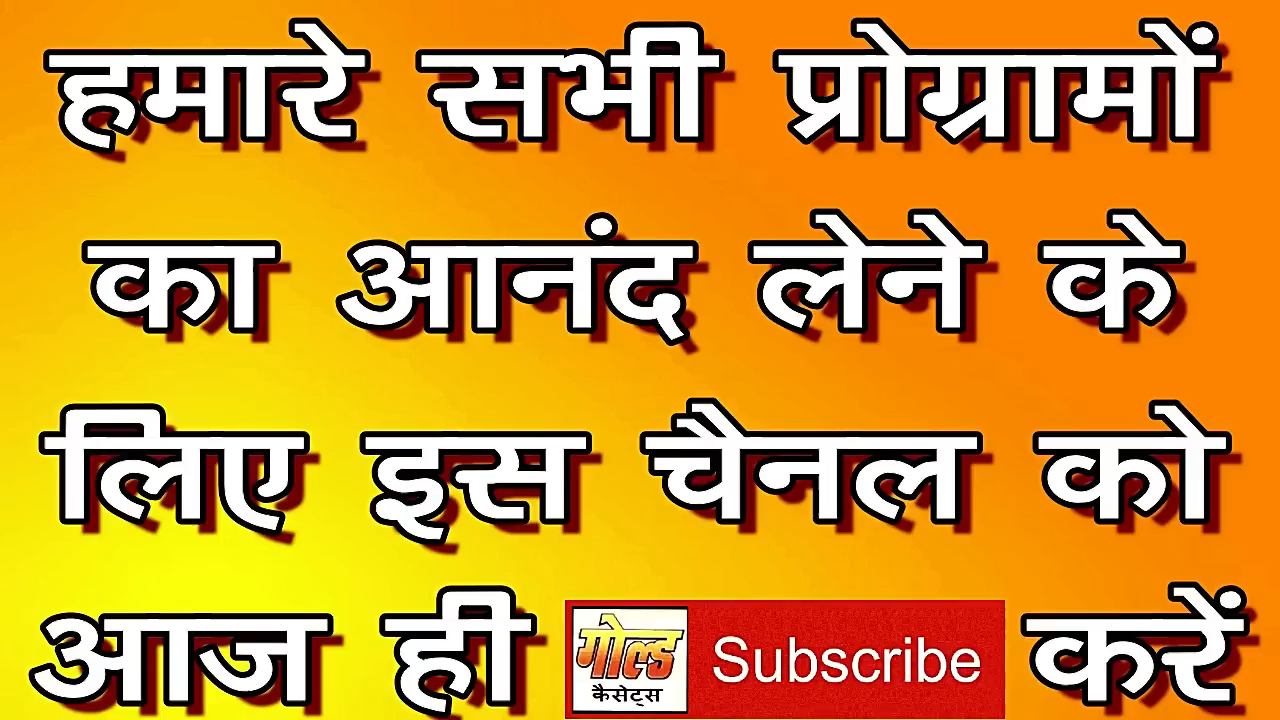 हमारे सभी प्रोग्रामों
का आनंद लेने के
लिए इस चैनल को
आज ही गोल्ड कैसेट्स Subscribe करें